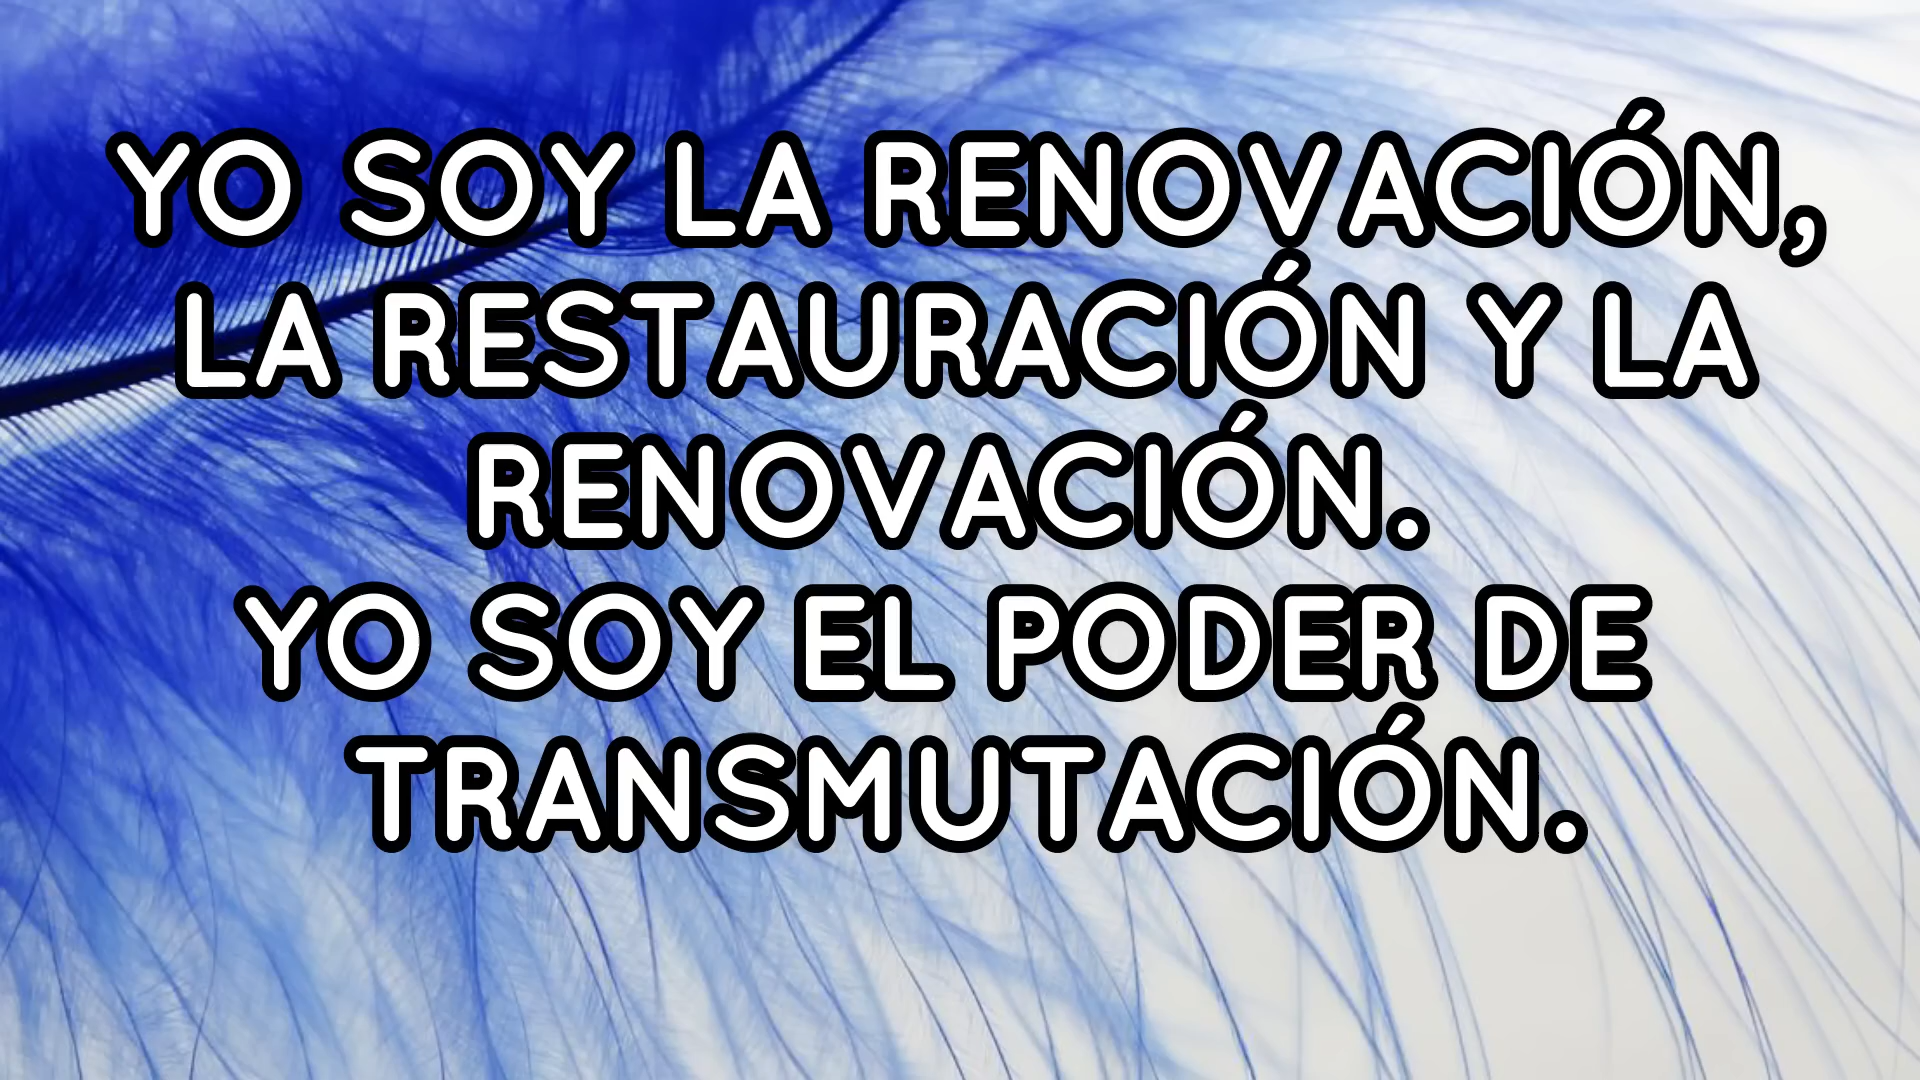 YO SOY LA RENOVACIÓN,
LA RESTAURACIÓN Y LA
RENOVACIÓN.
YO SOY EL PODER DE
TRANSMUTACIÓN.